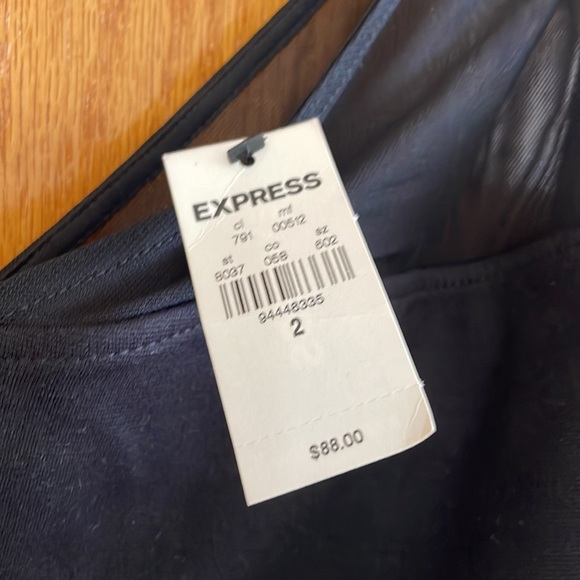 EXPRESS
cl mf
791 00512
st co sz
8037 058 602
94448335
2
$88.00